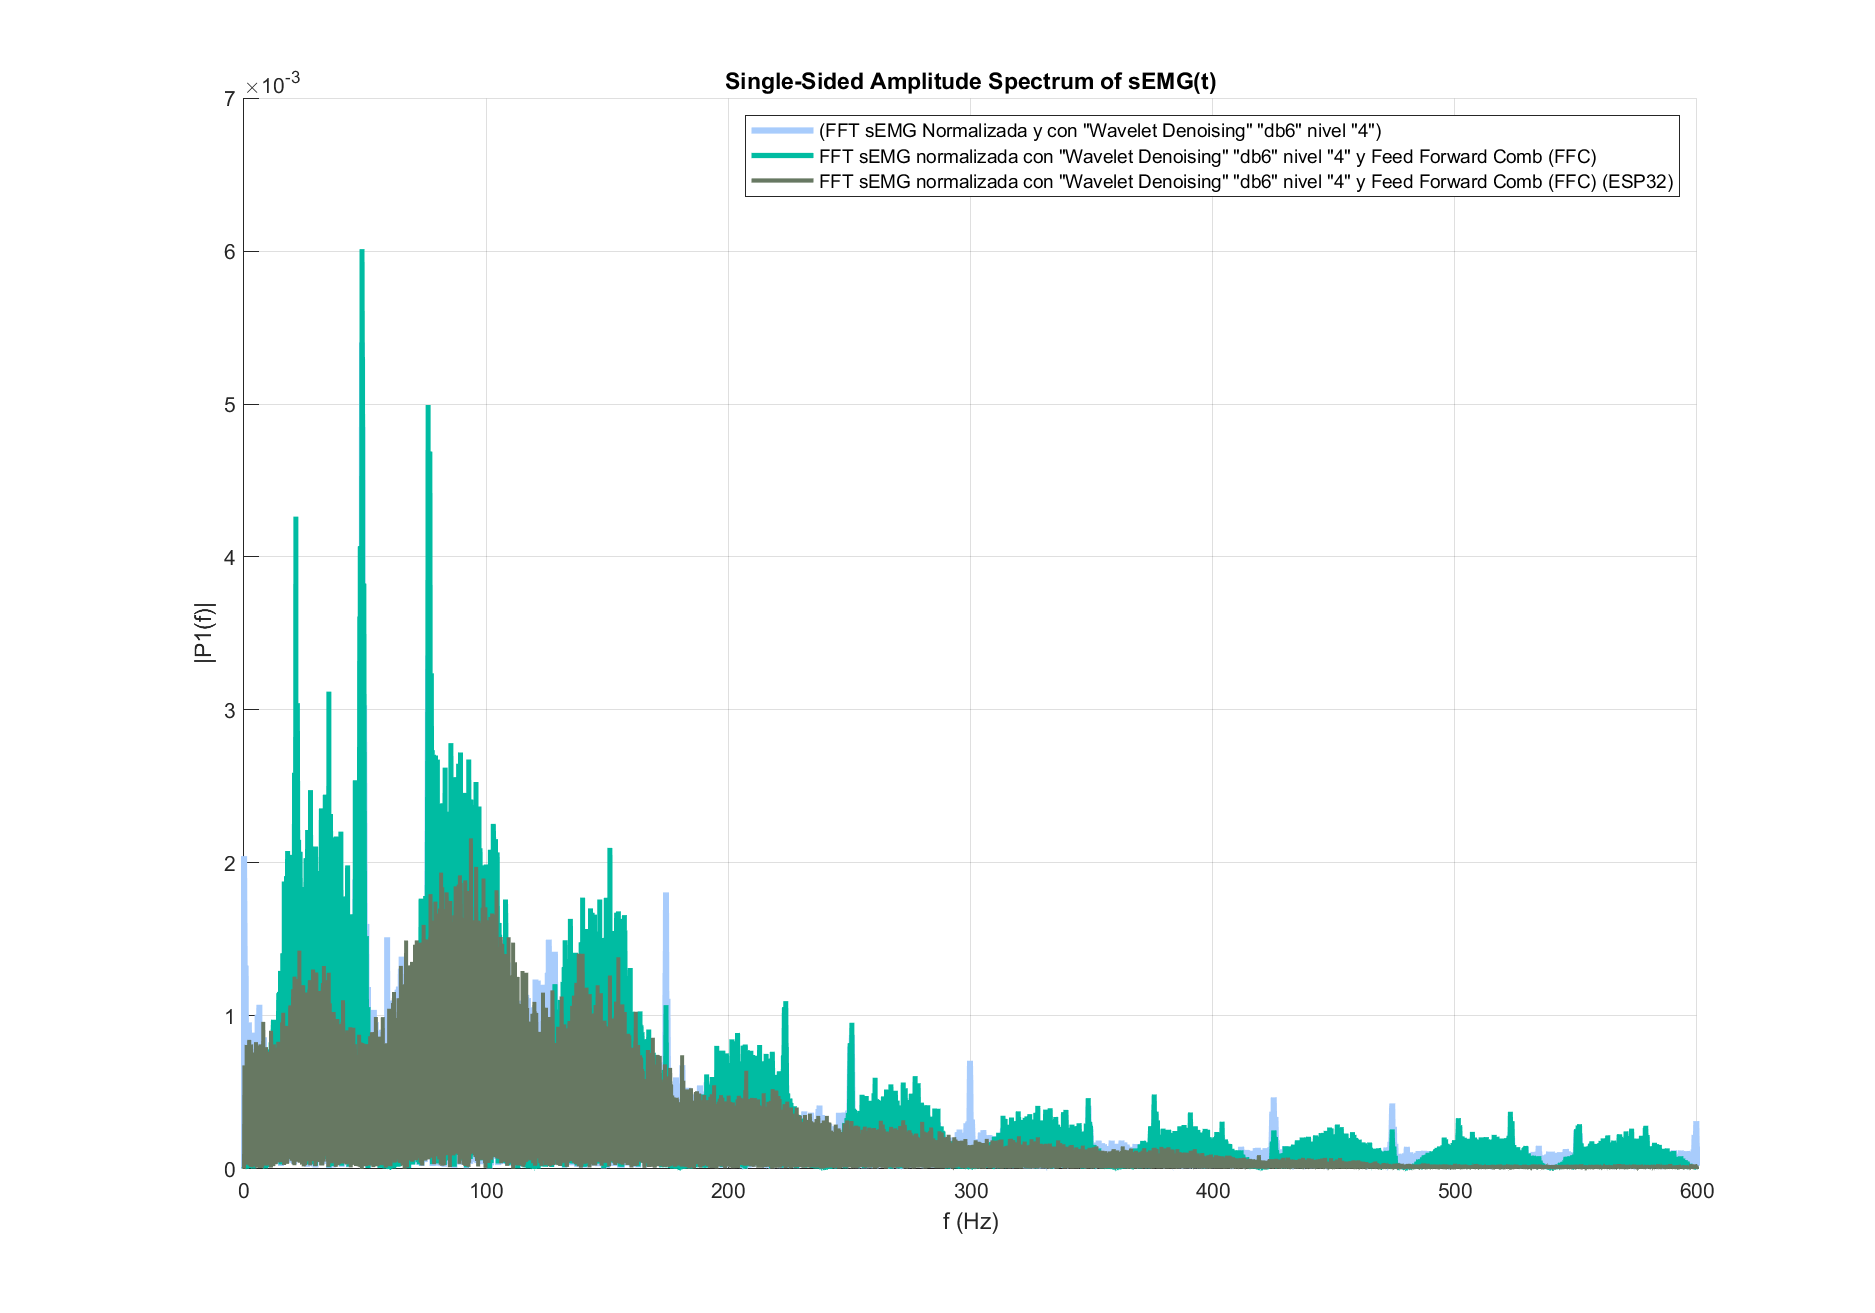 Single-Sided Amplitude Spectrum of sEMG(t)
×10-3
(FFT sEMG Normalizada y con "Wavelet Denoising" "db6" nivel "4")
FFT sEMG normalizada con "Wavelet Denoising" "db6" nivel "4" y Feed Forward Comb (FFC)
FFT sEMG normalizada con "Wavelet Denoising" "db6" nivel "4" y Feed Forward Comb (FFC) (ESP32)
7
6
5
4
3
2
1
0
|P1(f)|
0 100 200 300 400 500 600
f (Hz)